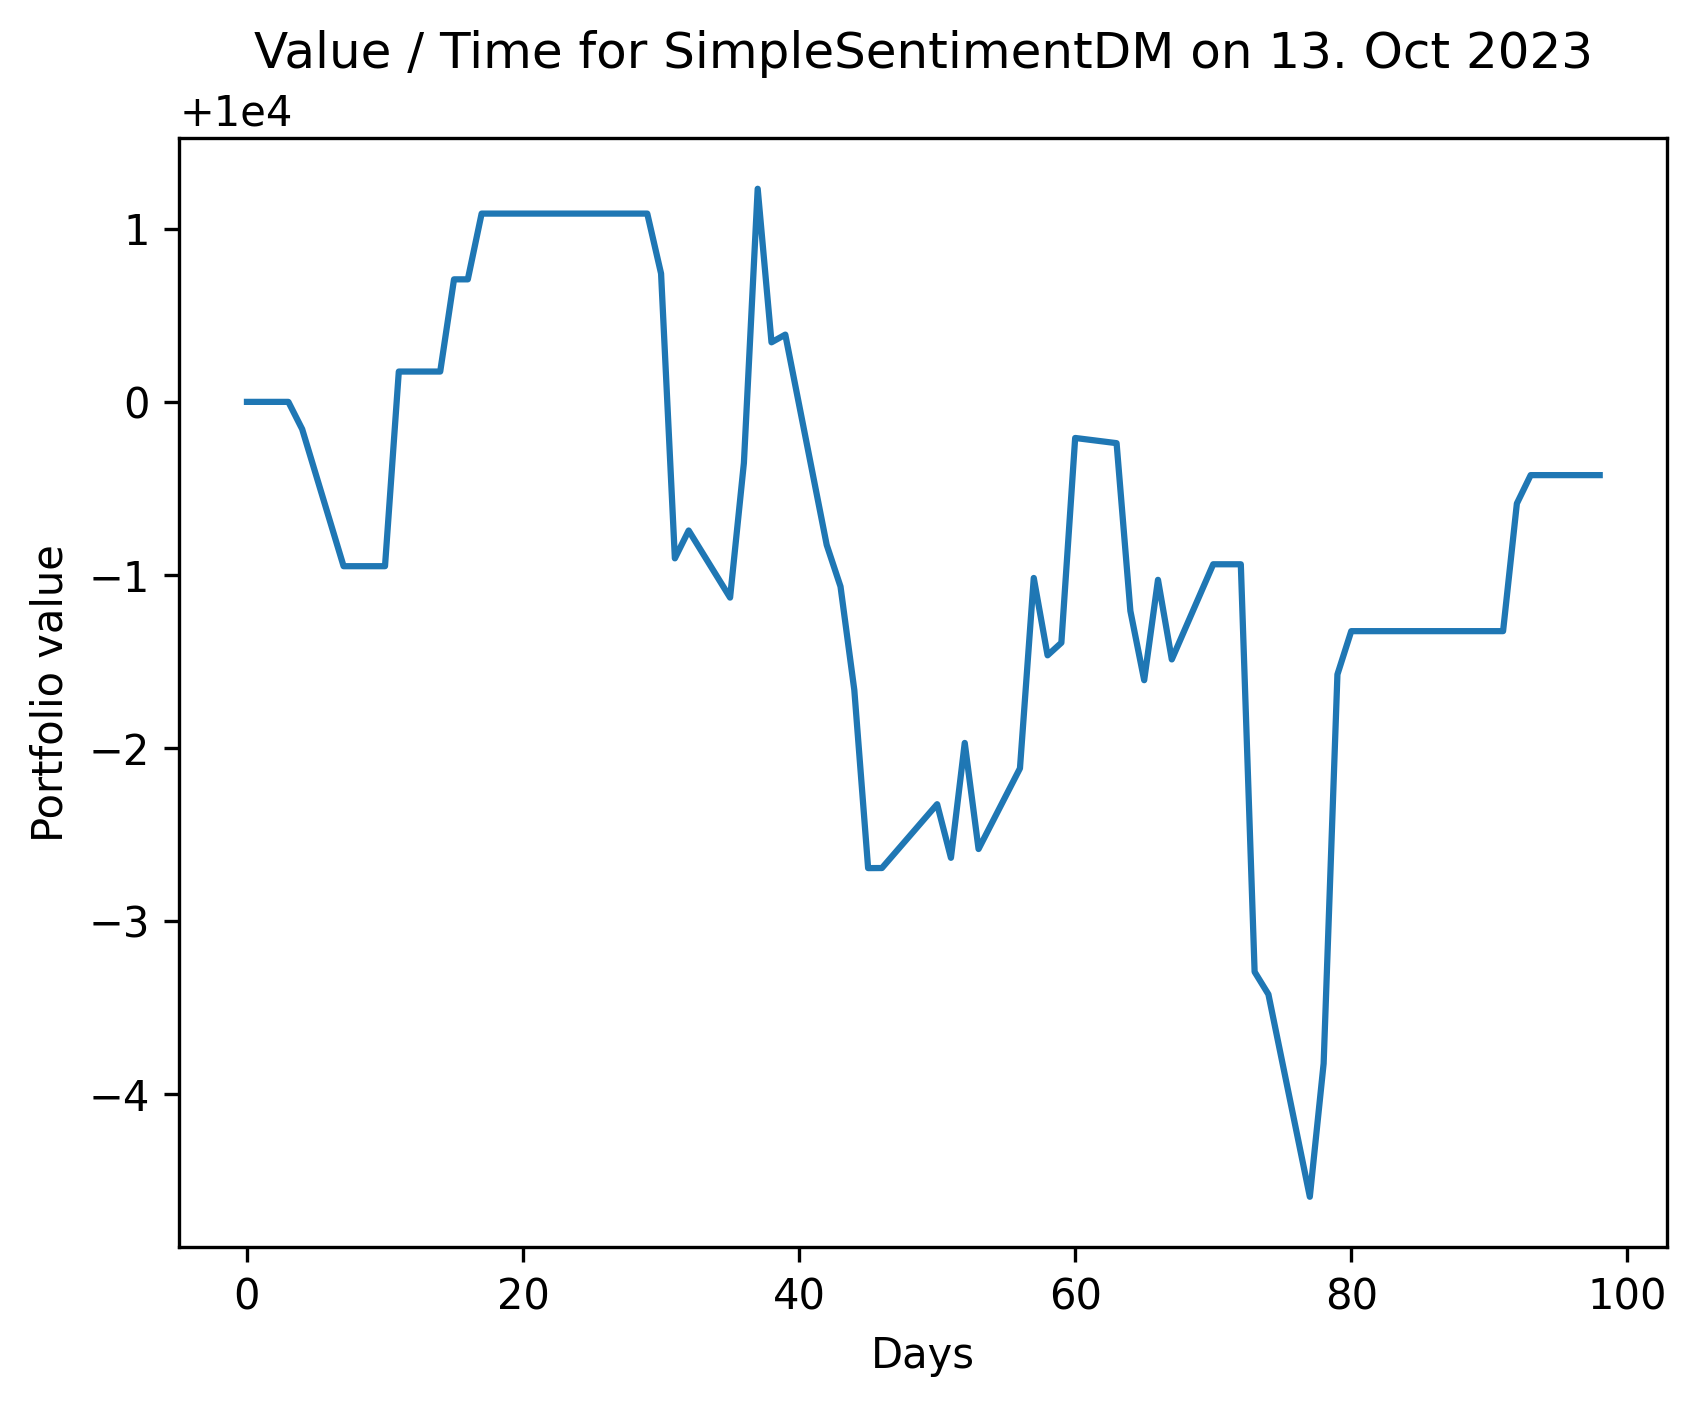 Value / Time for SimpleSentimentDM on 13. Oct 2023
+1e4
1
0
−1
−2
−3
−4
Portfolio value
0 20 40 60 80 100
Days